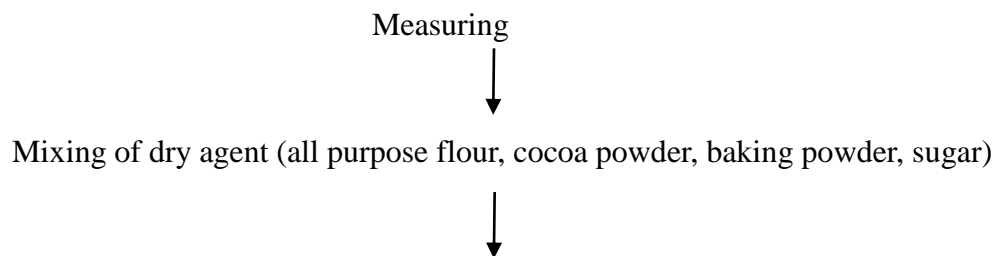 Measuring
Mixing of dry agent (all purpose flour, cocoa powder, baking powder, sugar)